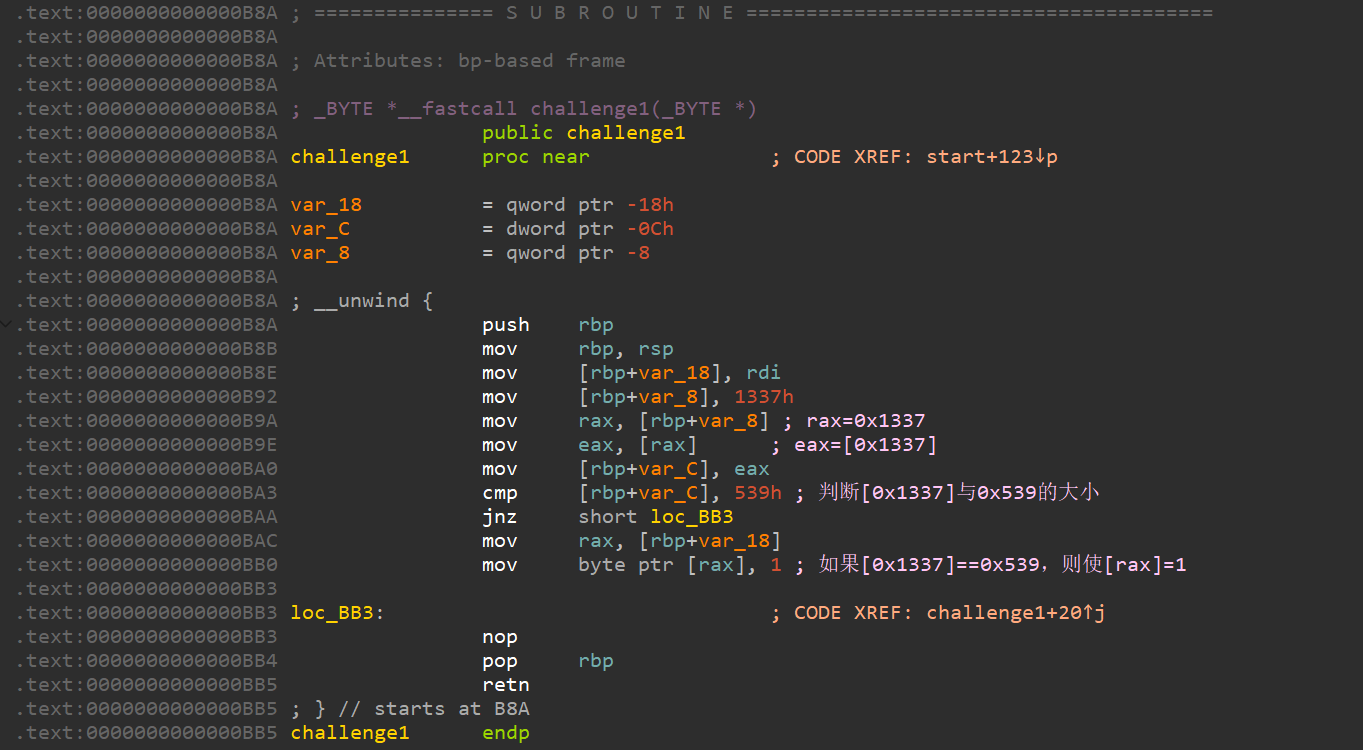 .text:0000000000000B8A ; =============== S U B R O U T I N E =======================================
.text:0000000000000B8A
.text:0000000000000B8A ; Attributes: bp-based frame
.text:0000000000000B8A
.text:0000000000000B8A ; _BYTE *__fastcall challenge1(_BYTE *)
.text:0000000000000B8A                 public challenge1
.text:0000000000000B8A challenge1      proc near               ; CODE XREF: start+123↓p
.text:0000000000000B8A
.text:0000000000000B8A var_18          = qword ptr -18h
.text:0000000000000B8A var_C           = dword ptr -0Ch
.text:0000000000000B8A var_8           = qword ptr -8
.text:0000000000000B8A
.text:0000000000000B8A ; __unwind {
.text:0000000000000B8A                 push    rbp
.text:0000000000000B8B                 mov     rbp, rsp
.text:0000000000000B8E                 mov     [rbp+var_18], rdi
.text:0000000000000B92                 mov     [rbp+var_8], 1337h
.text:0000000000000B9A                 mov     rax, [rbp+var_8] ; rax=0x1337
.text:0000000000000B9E                 mov     eax, [rax]      ; eax=[0x1337]
.text:0000000000000BA0                 mov     [rbp+var_C], eax
.text:0000000000000BA3                 cmp     [rbp+var_C], 539h ; 判断[0x1337]与0x539的大小
.text:0000000000000BAA                 jnz     short loc_BB3
.text:0000000000000BAC                 mov     rax, [rbp+var_18]
.text:0000000000000BB0                 mov     byte ptr [rax], 1 ; 如果[0x1337]==0x539，则使[rax]=1
.text:0000000000000BB3
.text:0000000000000BB3 loc_BB3:                                ; CODE XREF: challenge1+20↑j
.text:0000000000000BB3                 nop
.text:0000000000000BB4                 pop     rbp
.text:0000000000000BB5                 retn
.text:0000000000000BB5 ; } // starts at B8A
.text:0000000000000BB5 challenge1      endp